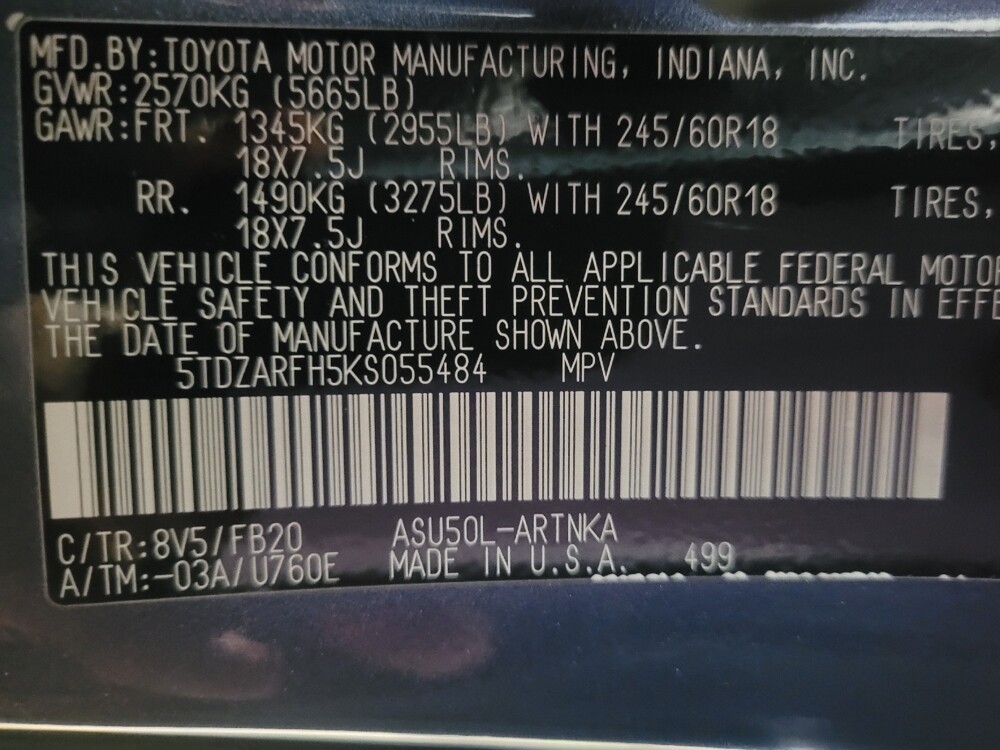 MFD.BY:TOYOTA MOTOR MANUFACTURING, INDIANA, INC.
GVWR:2570KG (5665LB)
GAWR:FRT. 1345KG (2955LB) WITH 245/60R18 TIRES,
18X7.5J RIMS.
RR. 1490KG (3275LB) WITH 245/60R18 TIRES,
18X7.5J RIMS.
THIS VEHICLE CONFORMS TO ALL APPLICABLE FEDERAL MOTOR
VEHICLE SAFETY AND THEFT PREVENTION STANDARDS IN EFFE
THE DATE OF MANUFACTURE SHOWN ABOVE.
5TDZARFH5KS055484 MPV
C/TR:8V5/FB20 ASU50L-ARTNKA
A/TM:-03A/U760E MADE IN U.S.A. 499